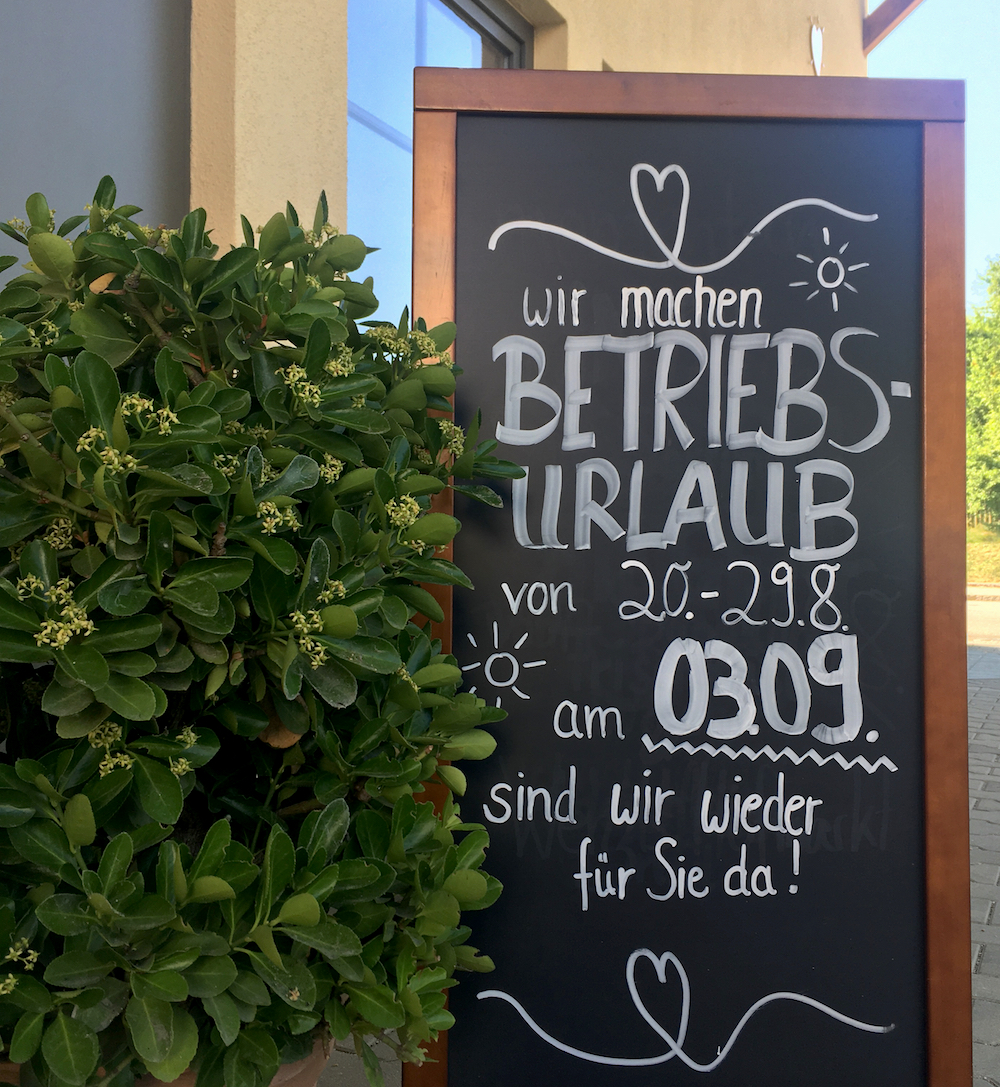 wir machen
BETRIEBS-
URLAUB
von 20.-29.8.
am 03.09.
sind wir wieder
für Sie da!